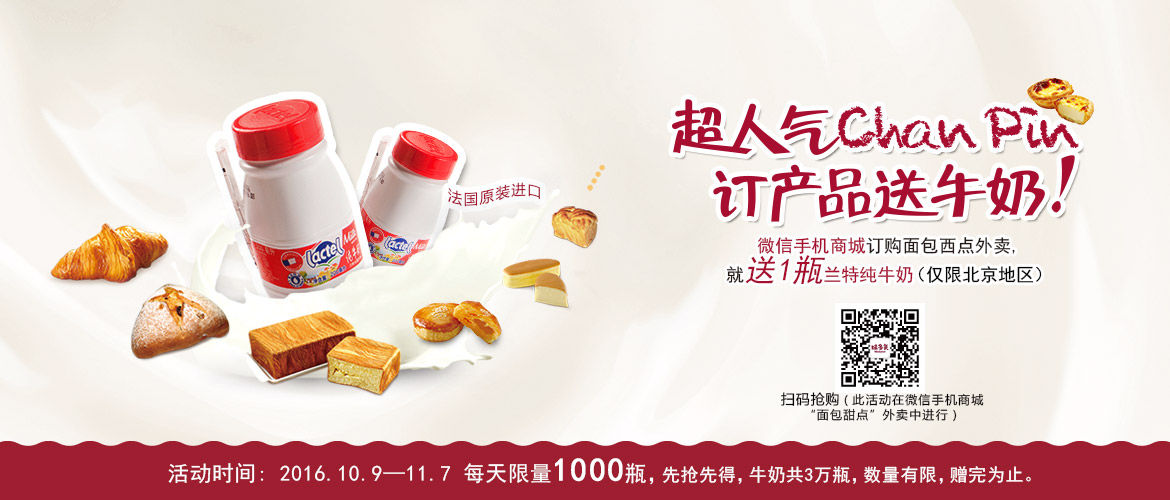 超人气Chan Pin
订产品送牛奶！
微信手机商城订购面包西点外卖，
就送1瓶兰特纯牛奶（仅限北京地区）
法国原装进口
lactel
扫码抢购（此活动在微信手机商城
“面包甜点”外卖中进行）
活动时间：2016.10.9—11.7 每天限量1000瓶，先抢先得，牛奶共3万瓶，数量有限，赠完为止。